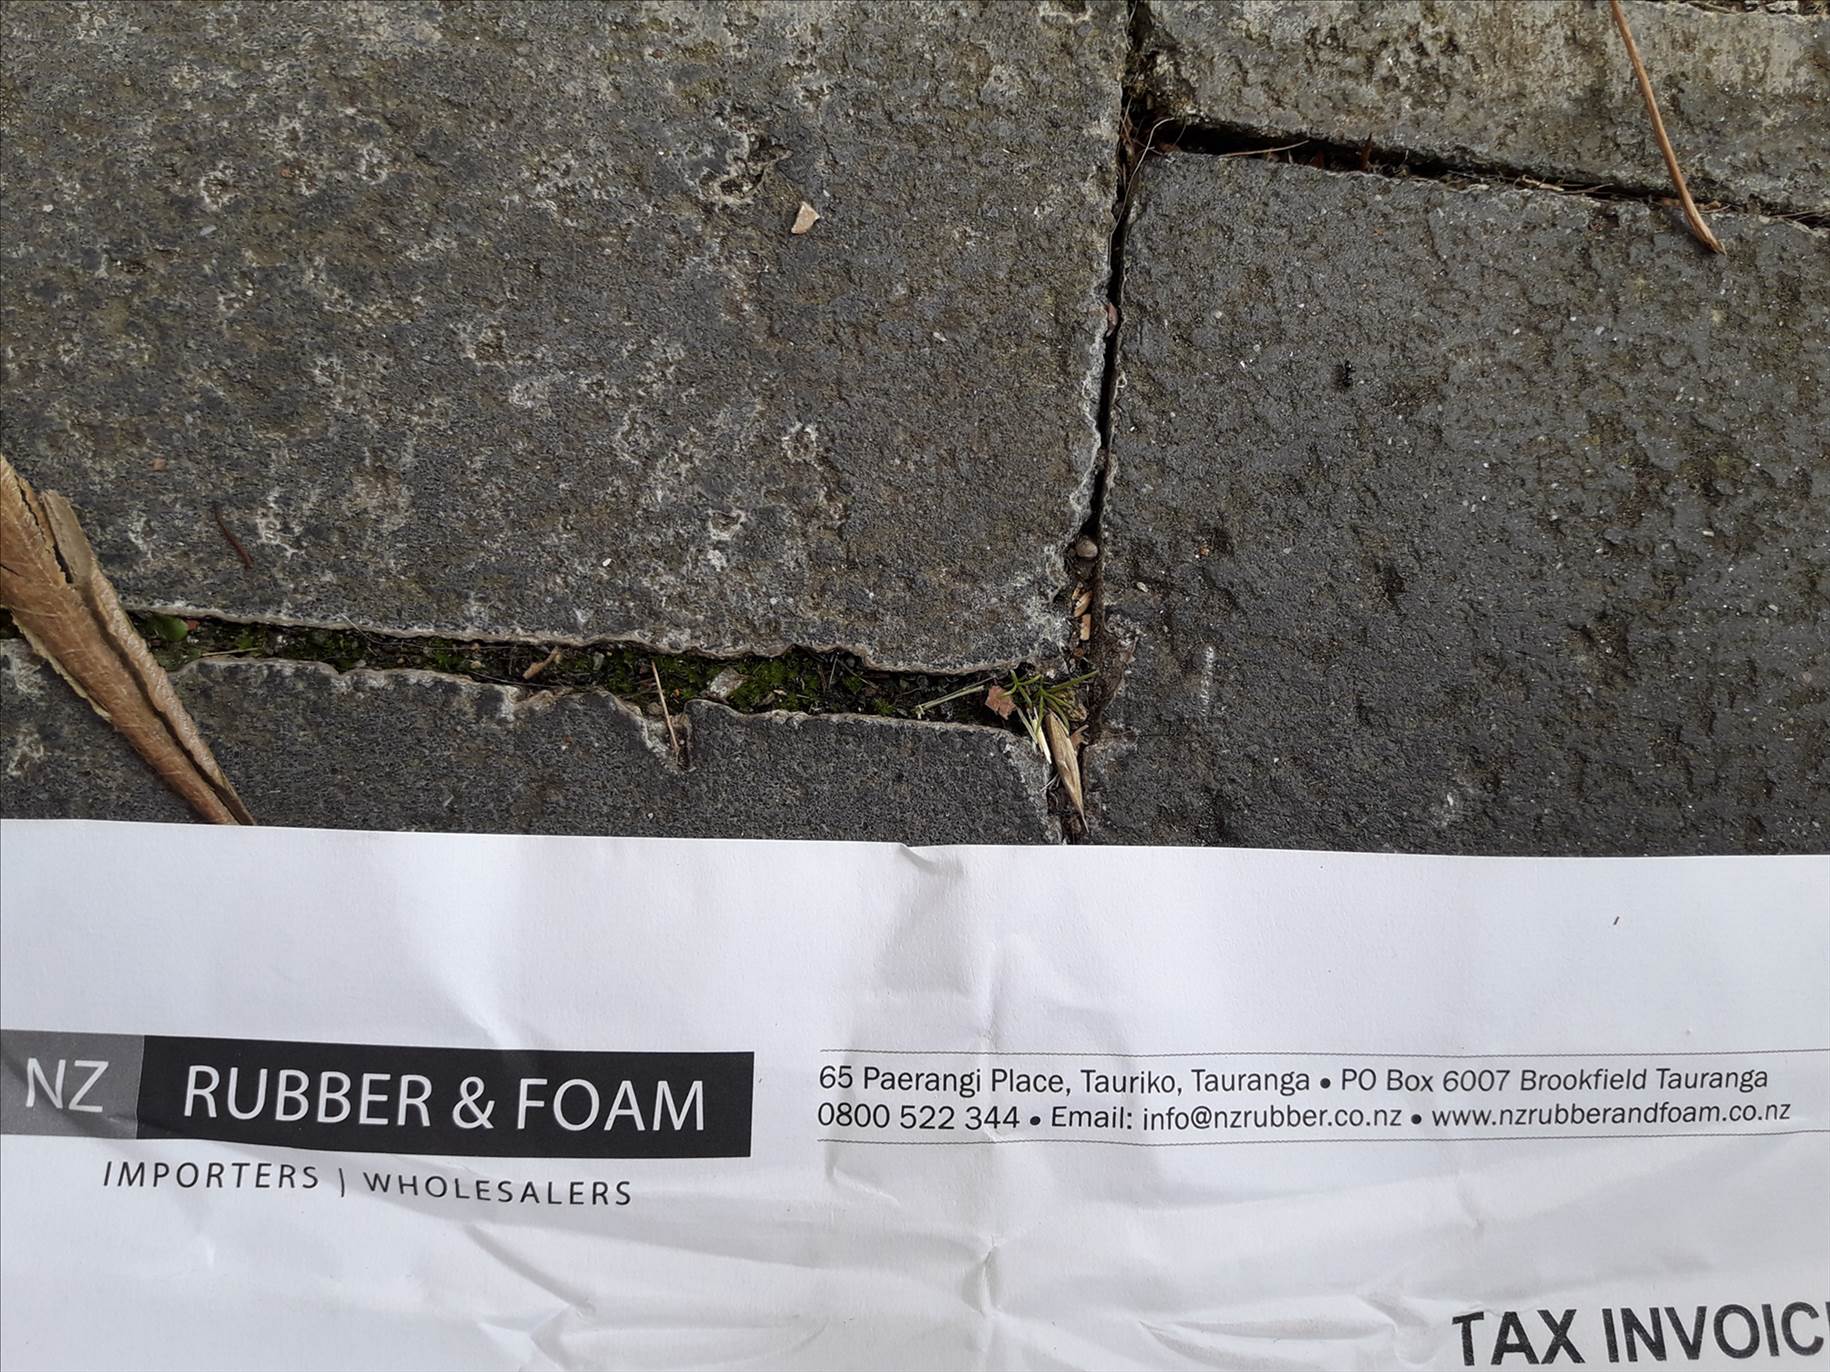 NZ RUBBER & FOAM
IMPORTERS | WHOLESALERS
65 Paerangi Place, Tauriko, Tauranga • PO Box 6007 Brookfield Tauranga
0800 522 344 • Email: info@nzrubber.co.nz • www.nzrubberandfoam.co.nz
TAX INVOICE